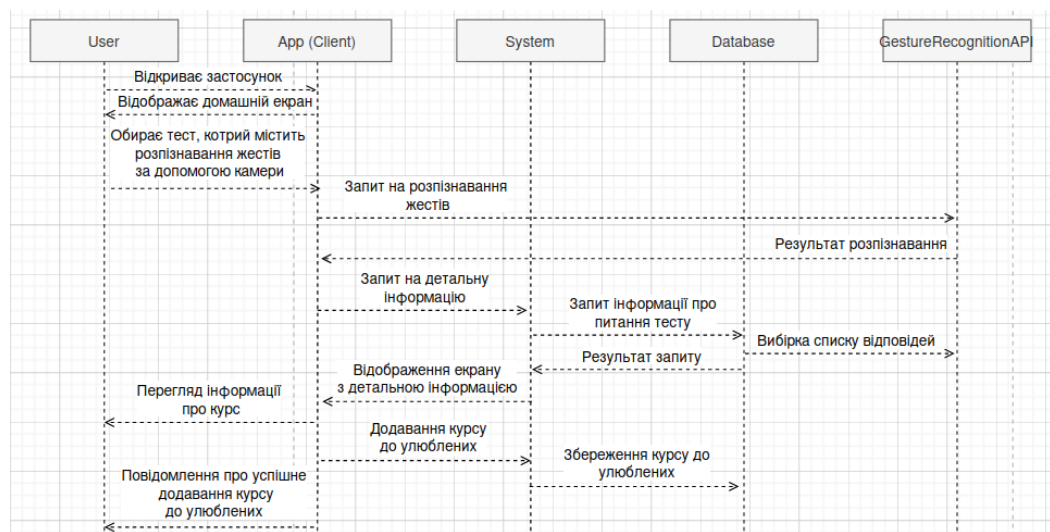 User
App (Client)
System
Database
GestureRecognitionAPI
Відкриває застосунок
Відображає домашній екран
Обирає тест, котрий містить
розпізнавання жестів
за допомогою камери
Запит на розпізнавання
жестів
Результат розпізнавання
Запит на детальну
інформацію
Запит інформації про
питання тесту
Вибірка списку відповідей
Результат запиту
Відображення екрану
з детальною інформацією
Перегляд інформації
про курс
Додавання курсу
до улюблених
Збереження курсу до
улюблених
Повідомлення про успішне
додавання курсу
до улюблених